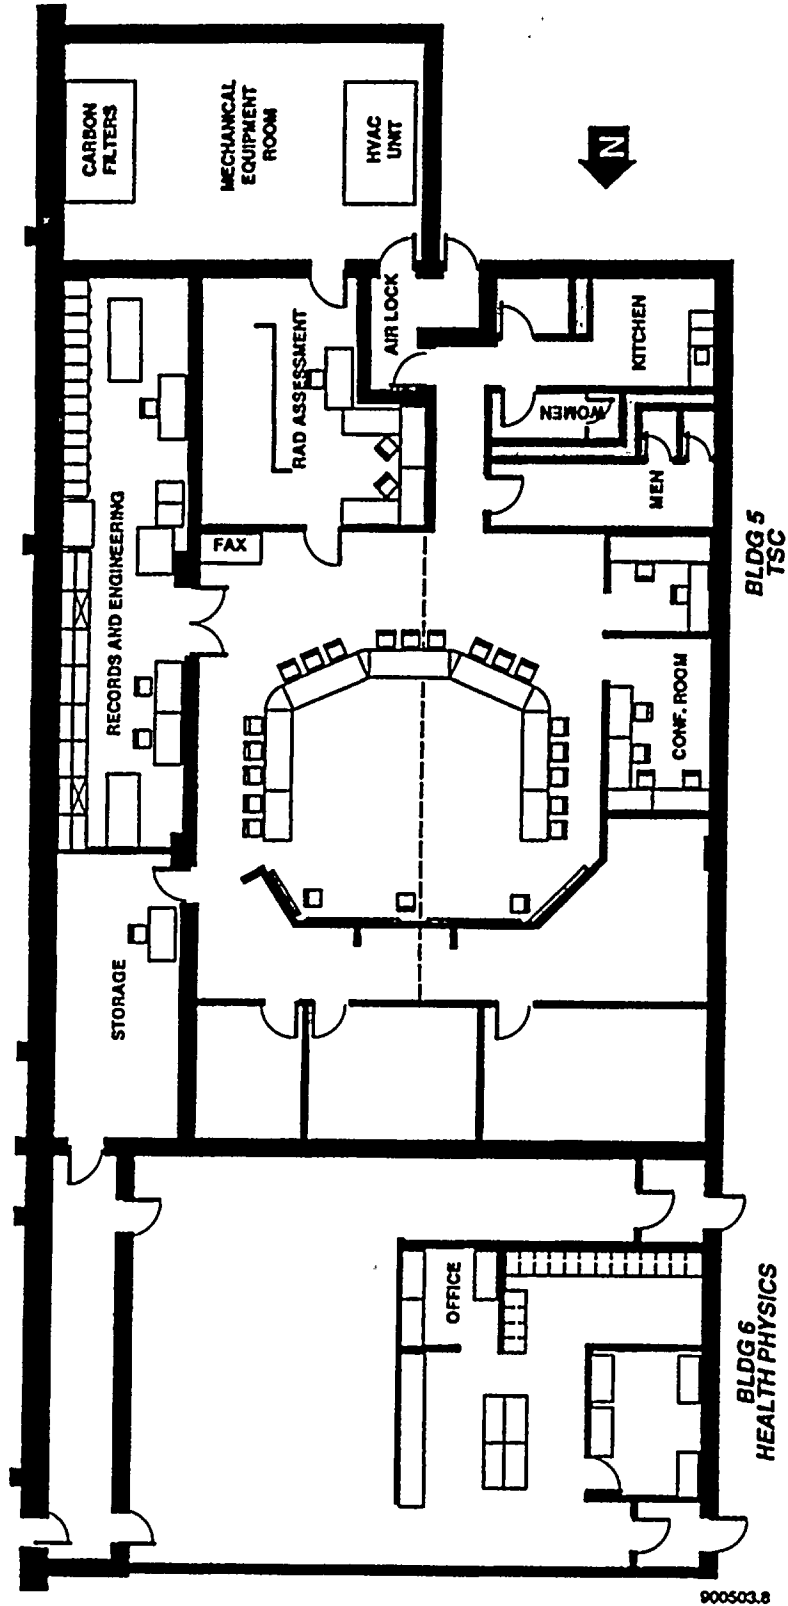 CARBON
FILTERS
MECHANICAL
EQUIPMENT
ROOM
HVAC
UNIT
N
AIR LOCK
RAD ASSESSMENT
KITCHEN
WOMEN
MEN
RECORDS AND ENGINEERING
FAX
BLDG 5
TSC
CONF. ROOM
STORAGE
OFFICE
BLDG 6
HEALTH PHYSICS
900503.8